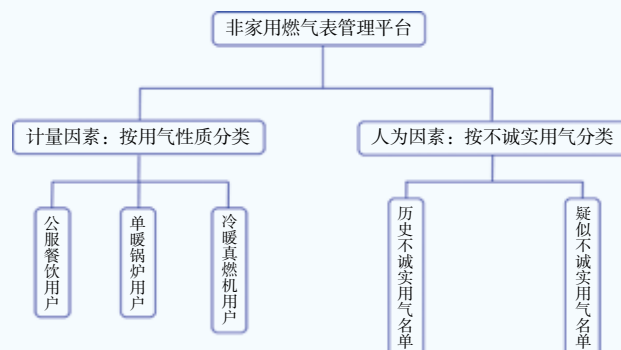 非家用燃气表管理平台
计量因素：按用气性质分类
人为因素：按不诚实用气分类
公服餐饮用户
单暖锅炉用户
冷暖真燃机用户
历史不诚实用气名单
疑似不诚实用气名单